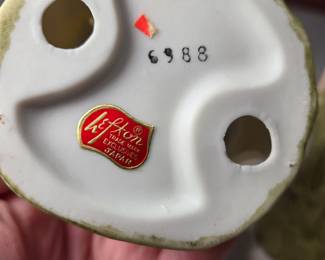 6988
Lefton
®
TRADE MARK
EXCLUSIVES
JAPAN